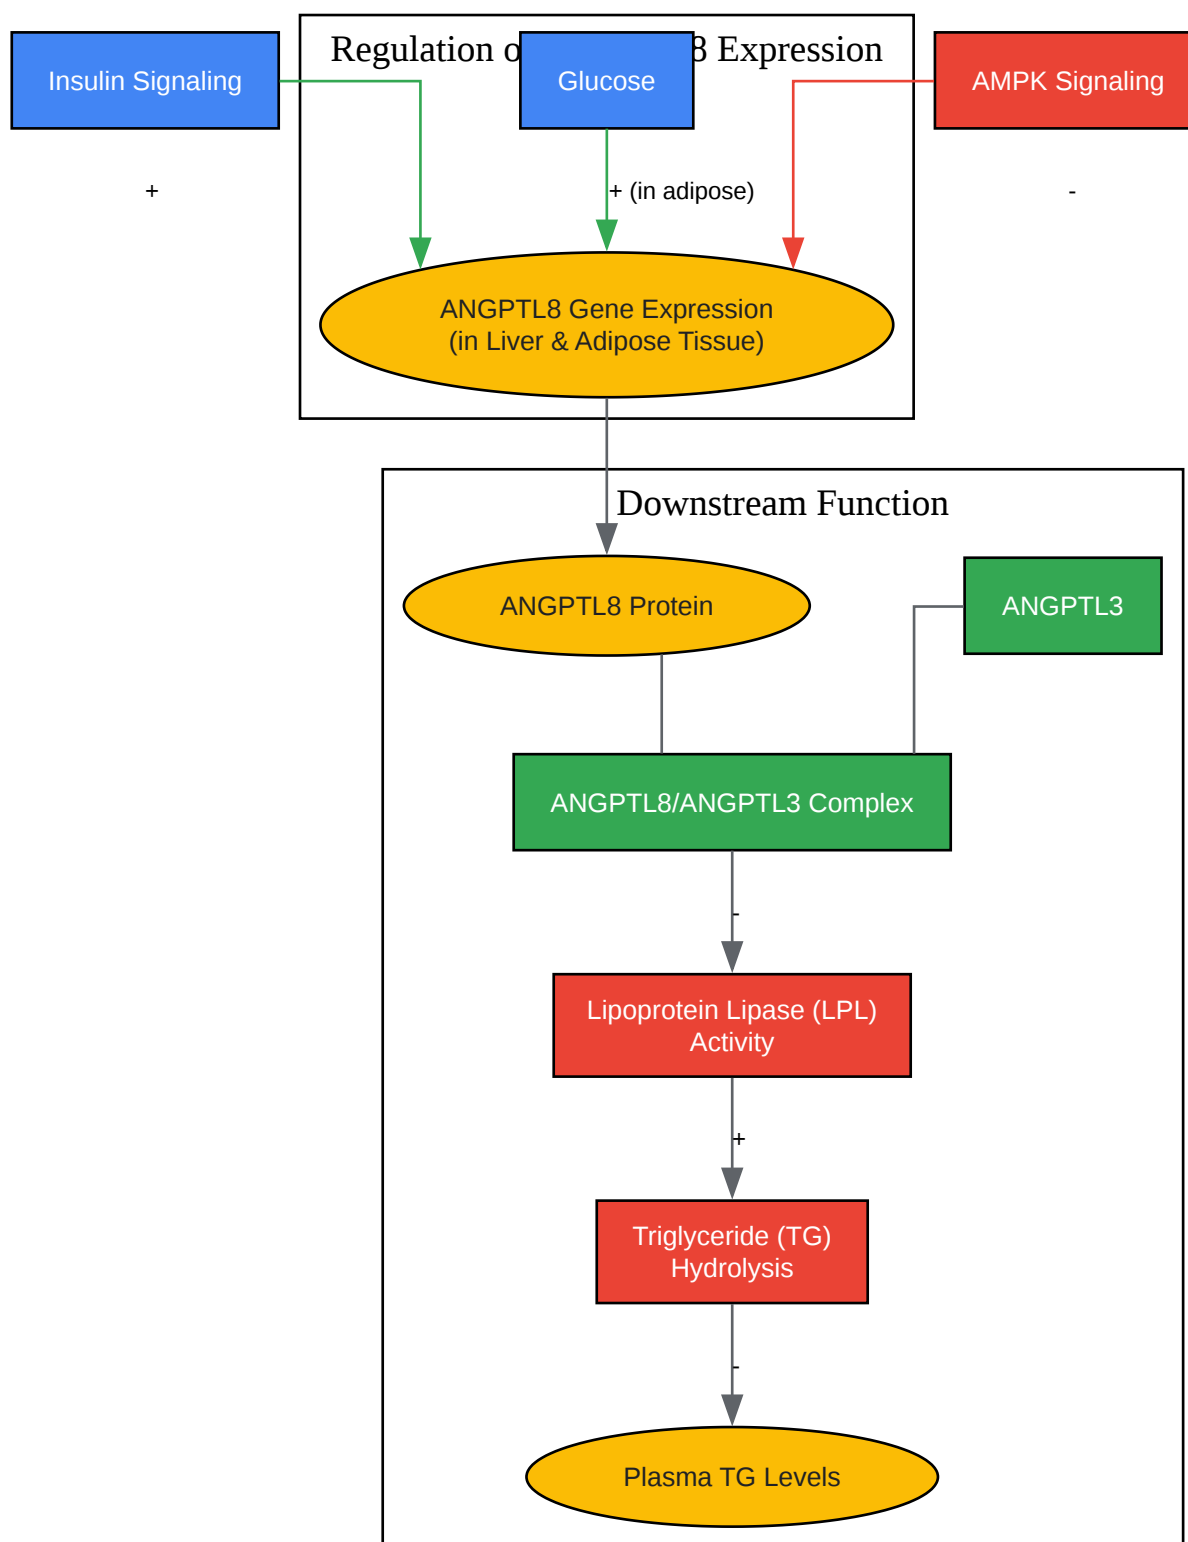 Regulation o 8 Expression
Insulin Signaling
Glucose
AMPK Signaling
+
+ (in adipose)
-
ANGPTL8 Gene Expression
(in Liver & Adipose Tissue)
Downstream Function
ANGPTL8 Protein
ANGPTL3
ANGPTL8/ANGPTL3 Complex
-
Lipoprotein Lipase (LPL)
Activity
+
Triglyceride (TG)
Hydrolysis
-
Plasma TG Levels